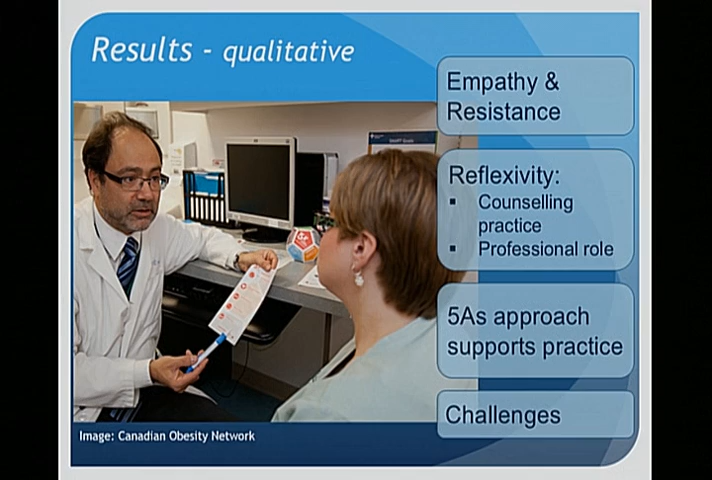 Results - qualitative
Empathy &
Resistance
Reflexivity:
▪ Counselling
practice
▪ Professional role
5As approach
supports practice
Challenges
Image: Canadian Obesity Network